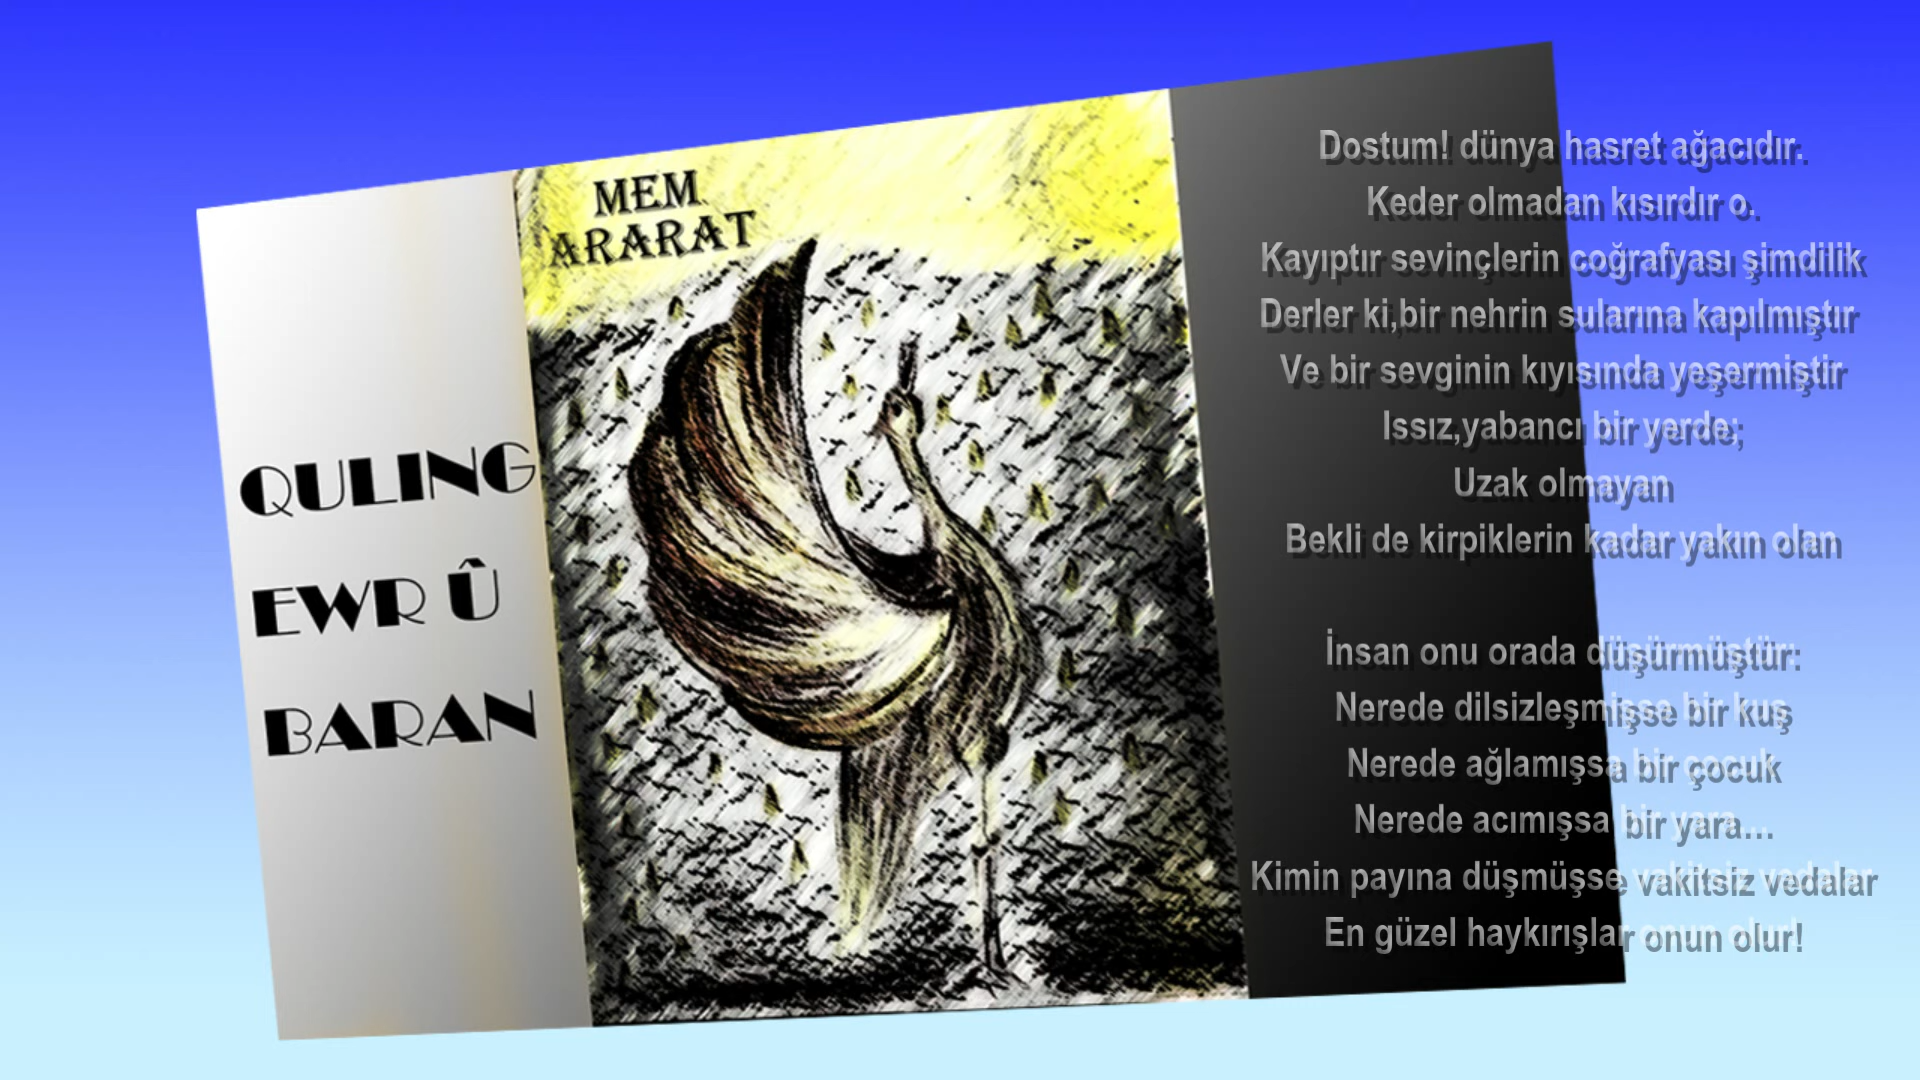 MEM
ARARAT
QULING
EWR Û
BARAN
Dostum! dünya hasret ağacıdır.
Keder olmadan kısırdır o.
Kayıptır sevinçlerin coğrafyası şimdilik
Derler ki,bir nehrin sularına kapılmıştır
Ve bir sevginin kıyısında yeşermiştir
Issız,yabancı bir yerde;
Uzak olmayan
Bekli de kirpiklerin kadar yakın olan
İnsan onu orada düşürmüştür:
Nerede dilsizleşmişse bir kuş
Nerede ağlamışsa bir çocuk
Nerede acımışsa bir yara...
Kimin payına düşmüşse vakitsiz vedalar
En güzel haykırışlar onun olur!